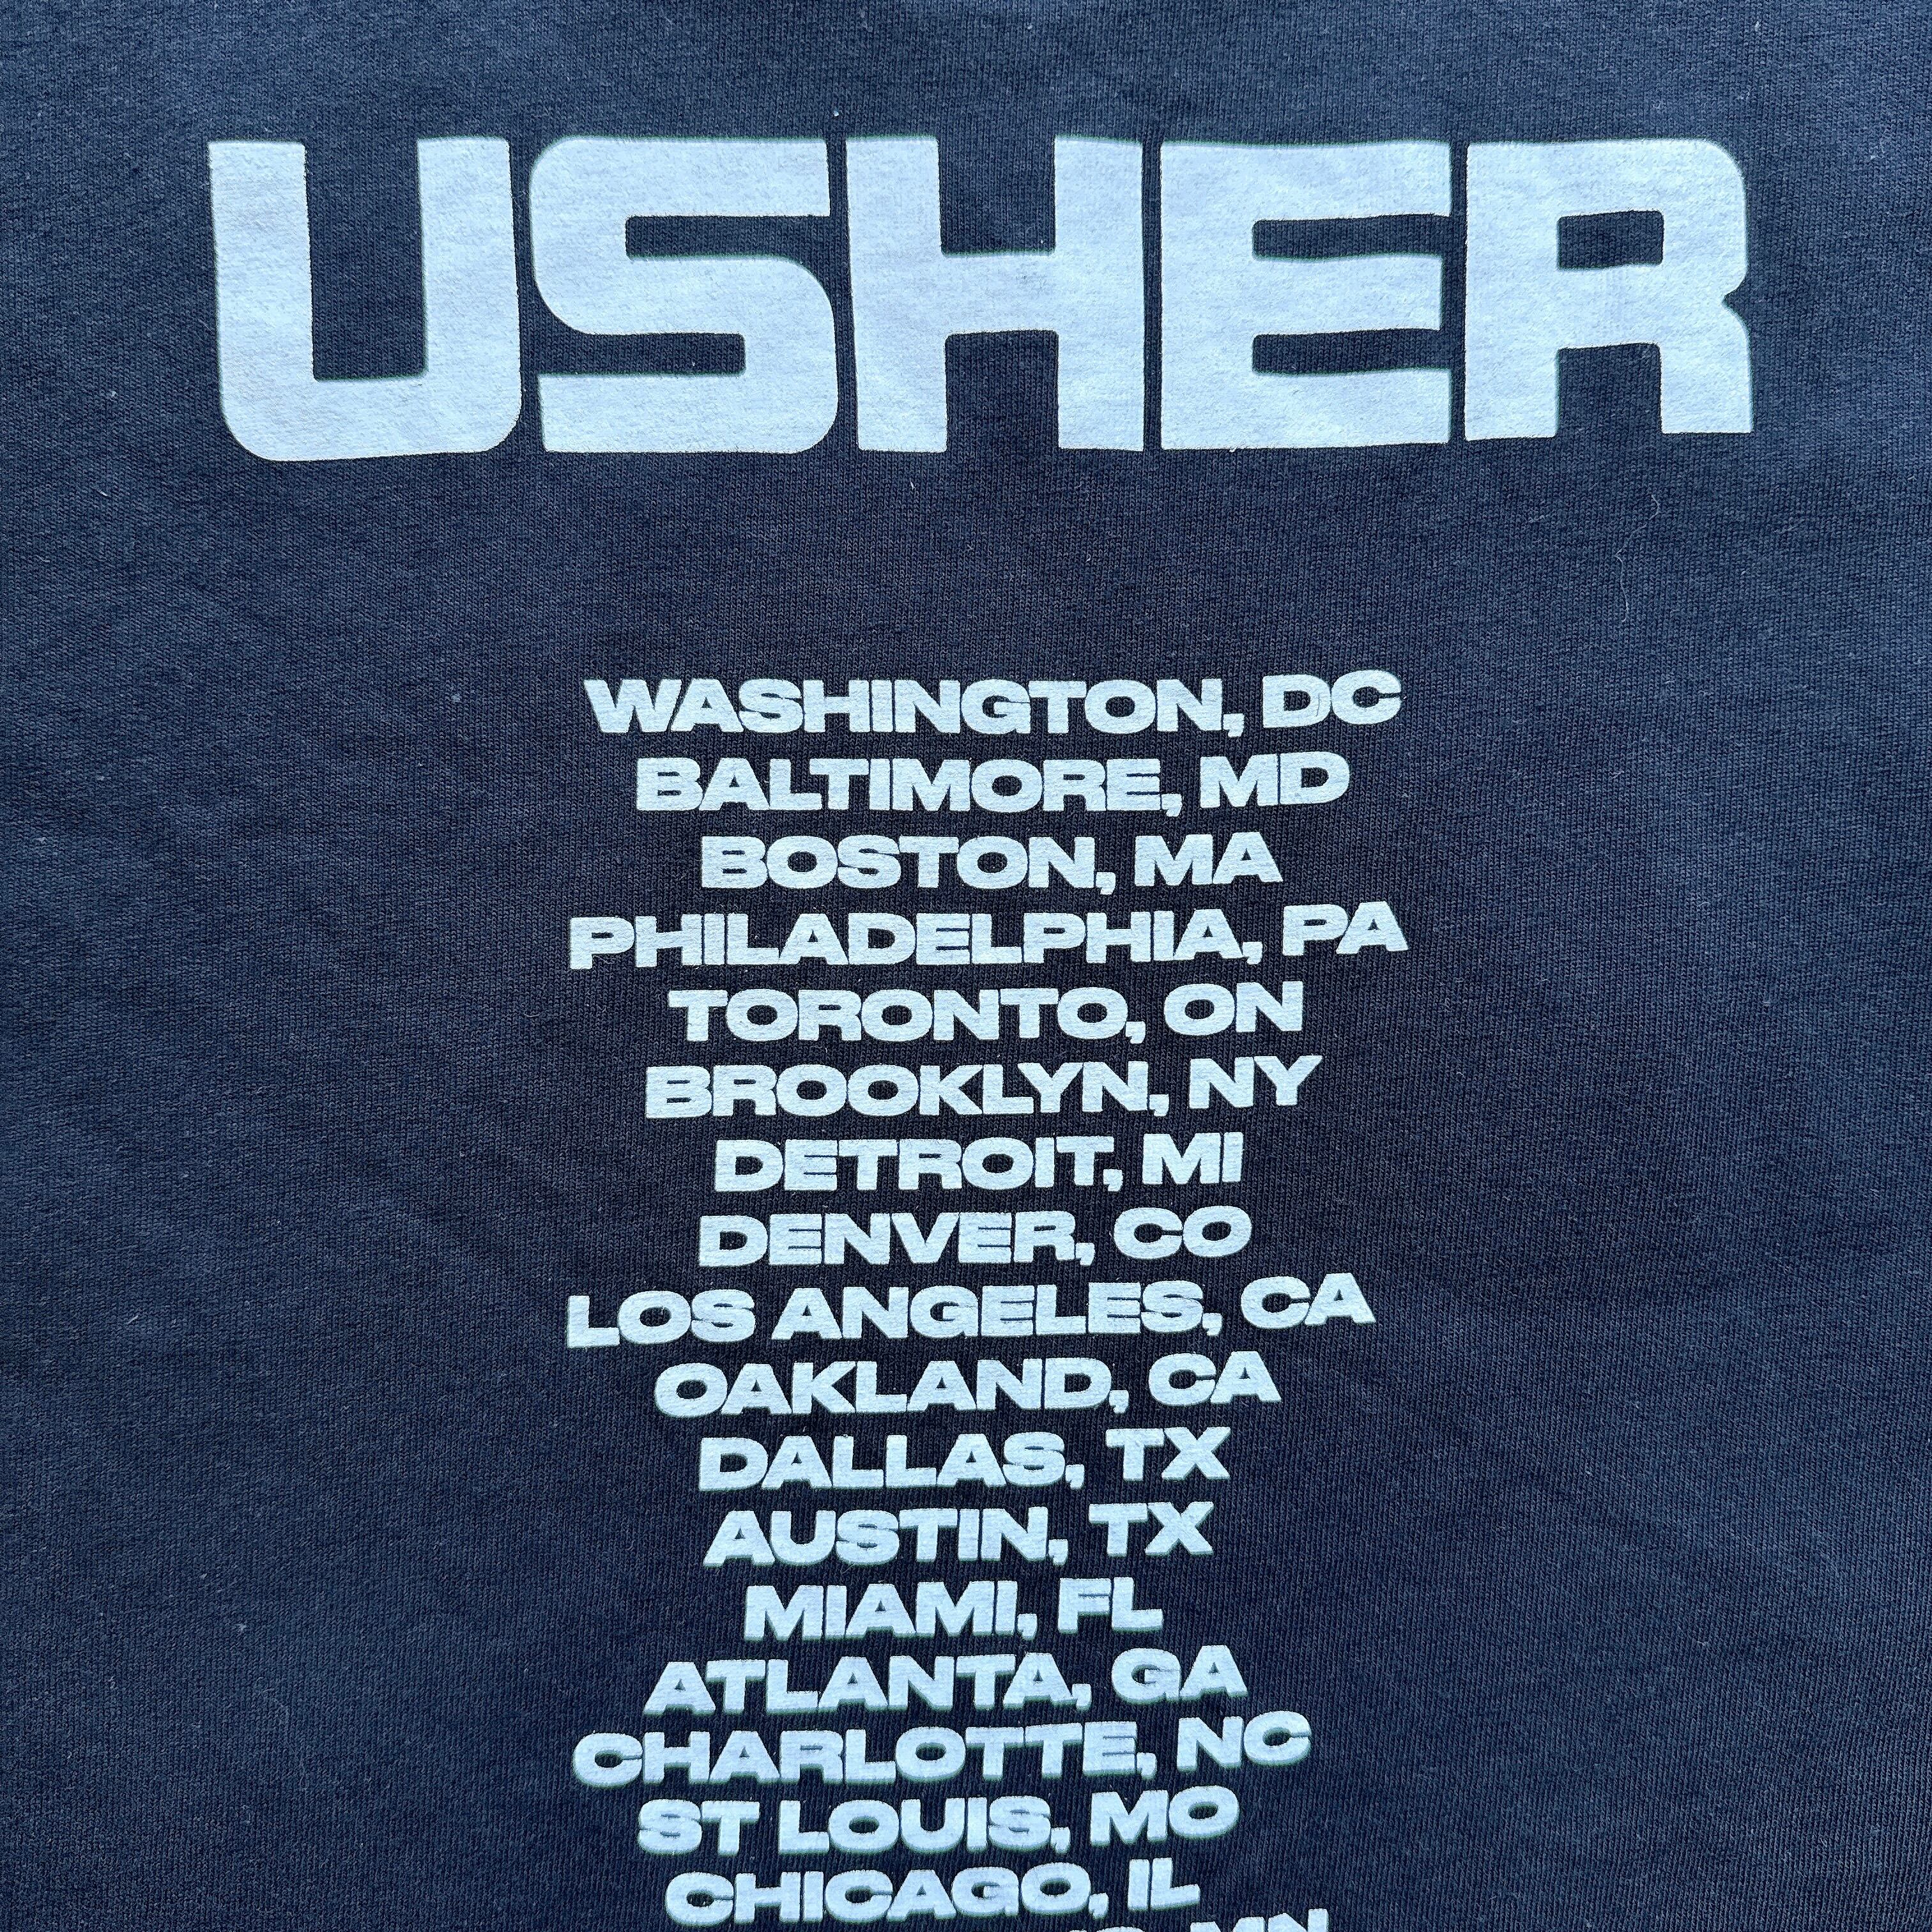 USHER
WASHINGTON, DC
BALTIMORE, MD
BOSTON, MA
PHILADELPHIA, PA
TORONTO, ON
BROOKLYN, NY
DETROIT, MI
DENVER, CO
LOS ANGELES, CA
OAKLAND, CA
DALLAS, TX
AUSTIN, TX
MIAMI, FL
ATLANTA, GA
CHARLOTTE, NC
ST LOUIS, MO
CHICAGO, IL
MN